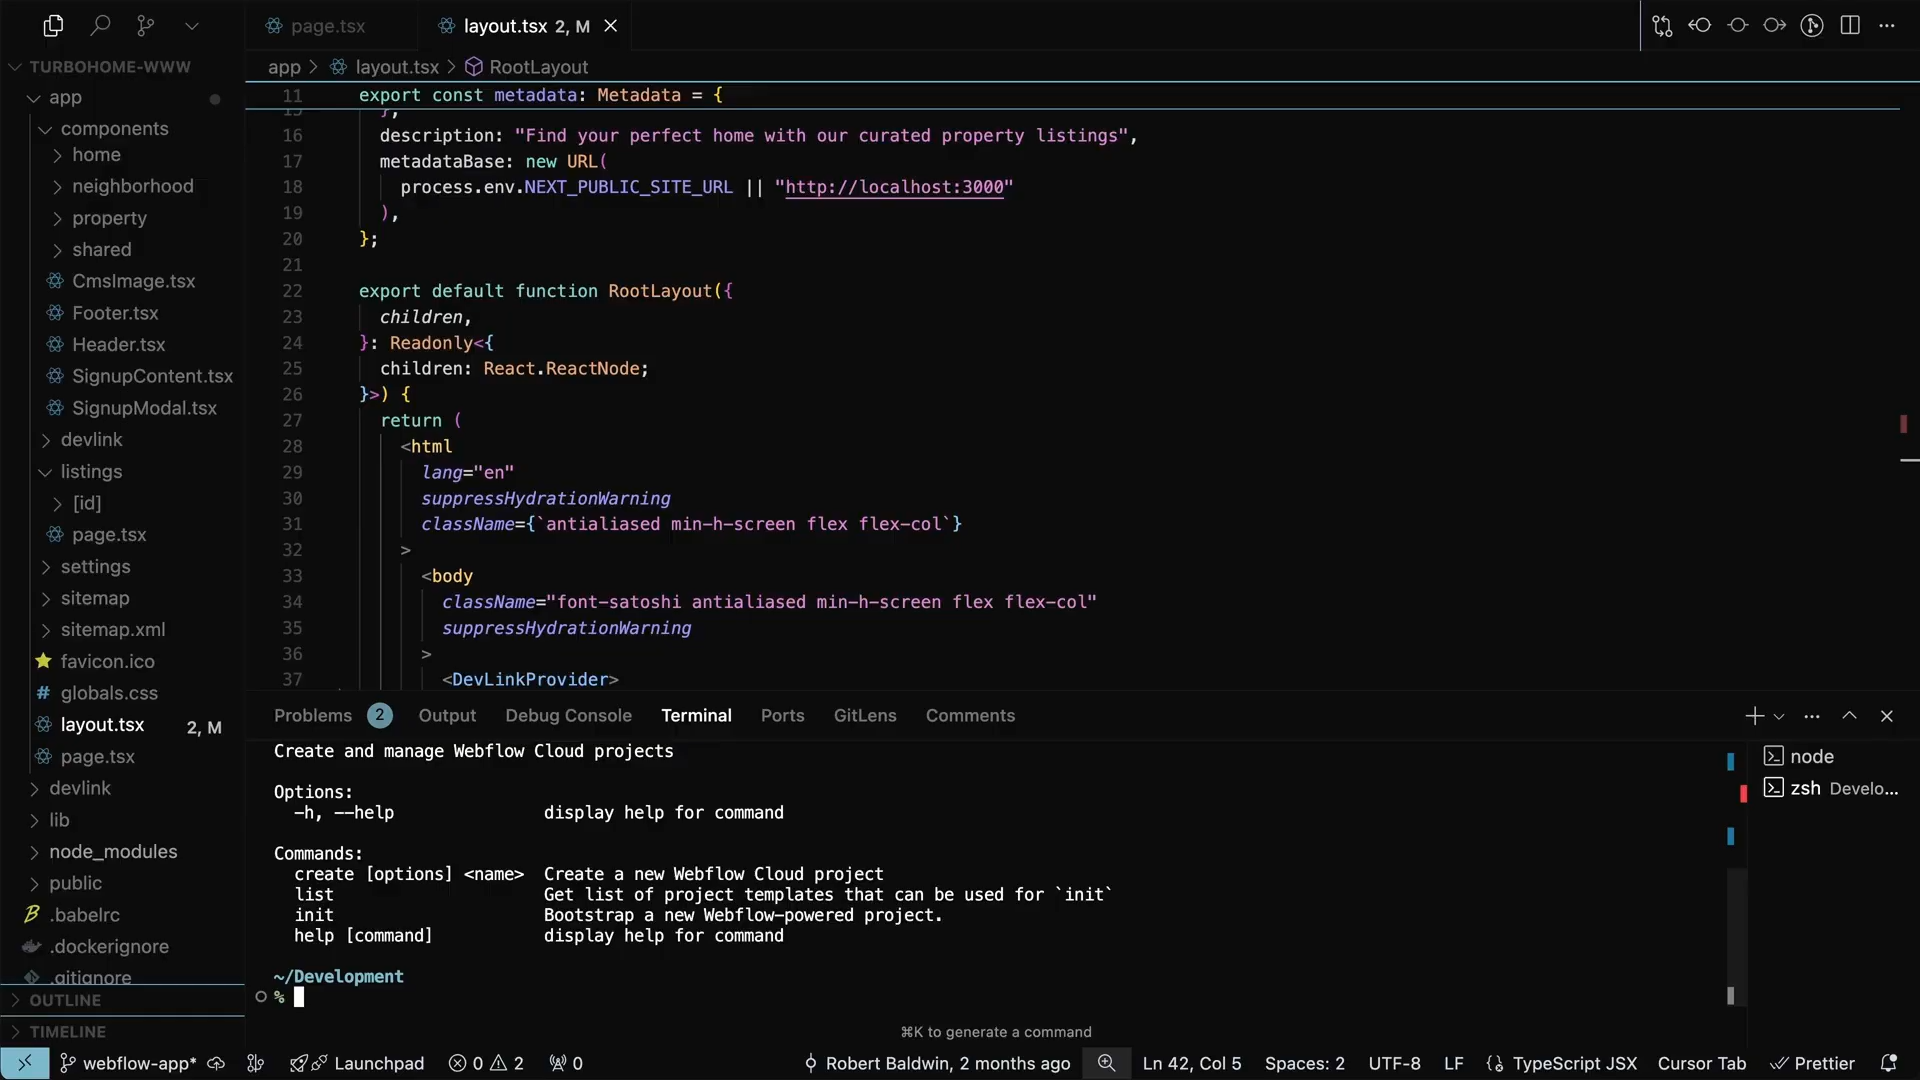 page.tsx
layout.tsx 2, M
TURBOHOME-WWW
app
components
home
neighborhood
property
shared
CmsImage.tsx
Footer.tsx
Header.tsx
SignupContent.tsx
SignupModal.tsx
devlink
listings
[id]
page.tsx
settings
sitemap
sitemap.xml
favicon.ico
globals.css
layout.tsx 2, M
page.tsx
devlink
lib
node_modules
public
.babelrc
.dockerignore
.gitignore
OUTLINE
TIMELINE
app > layout.tsx > RootLayout
11 export const metadata: Metadata = {
15 },
16 description: "Find your perfect home with our curated property listings",
17 metadataBase: new URL(
18 process.env.NEXT_PUBLIC_SITE_URL || "http://localhost:3000"
19 ),
20 };
21
22 export default function RootLayout({
23 children,
24 }: Readonly<{
25 children: React.ReactNode;
26 }>) {
27 return (
28 <html
29 lang="en"
30 suppressHydrationWarning
31 className={`antialiased min-h-screen flex flex-col`}
32 >
33 <body
34 className="font-satoshi antialiased min-h-screen flex flex-col"
35 suppressHydrationWarning
36 >
37 <DevLinkProvider>
Problems 2 Output Debug Console Terminal Ports GitLens Comments
Create and manage Webflow Cloud projects
Options:
-h, --help display help for command
Commands:
create [options] <name> Create a new Webflow Cloud project
list Get list of project templates that can be used for `init`
init Bootstrap a new Webflow-powered project.
help [command] display help for command
~/Development
%
⌘K to generate a command
node
zsh Develo...
webflow-app* Launchpad 0 2 0 Robert Baldwin, 2 months ago Ln 42, Col 5 Spaces: 2 UTF-8 LF TypeScript JSX Cursor Tab Prettier